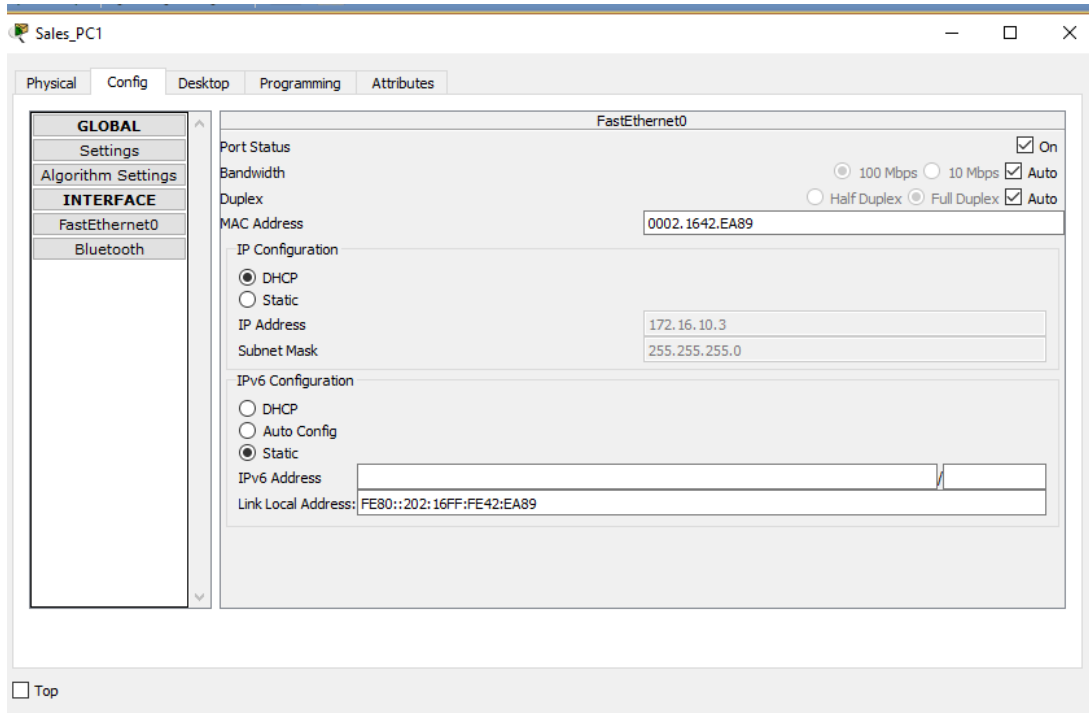 Sales_PC1
Physical Config Desktop Programming Attributes
GLOBAL
Settings
Algorithm Settings
INTERFACE
FastEthernet0
Bluetooth
FastEthernet0
Port Status On
Bandwidth 100 Mbps 10 Mbps Auto
Duplex Half Duplex Full Duplex Auto
MAC Address 0002.1642.EA89
IP Configuration
DHCP
Static
IP Address 172.16.10.3
Subnet Mask 255.255.255.0
IPv6 Configuration
DHCP
Auto Config
Static
IPv6 Address /
Link Local Address: FE80::202:16FF:FE42:EA89
Top